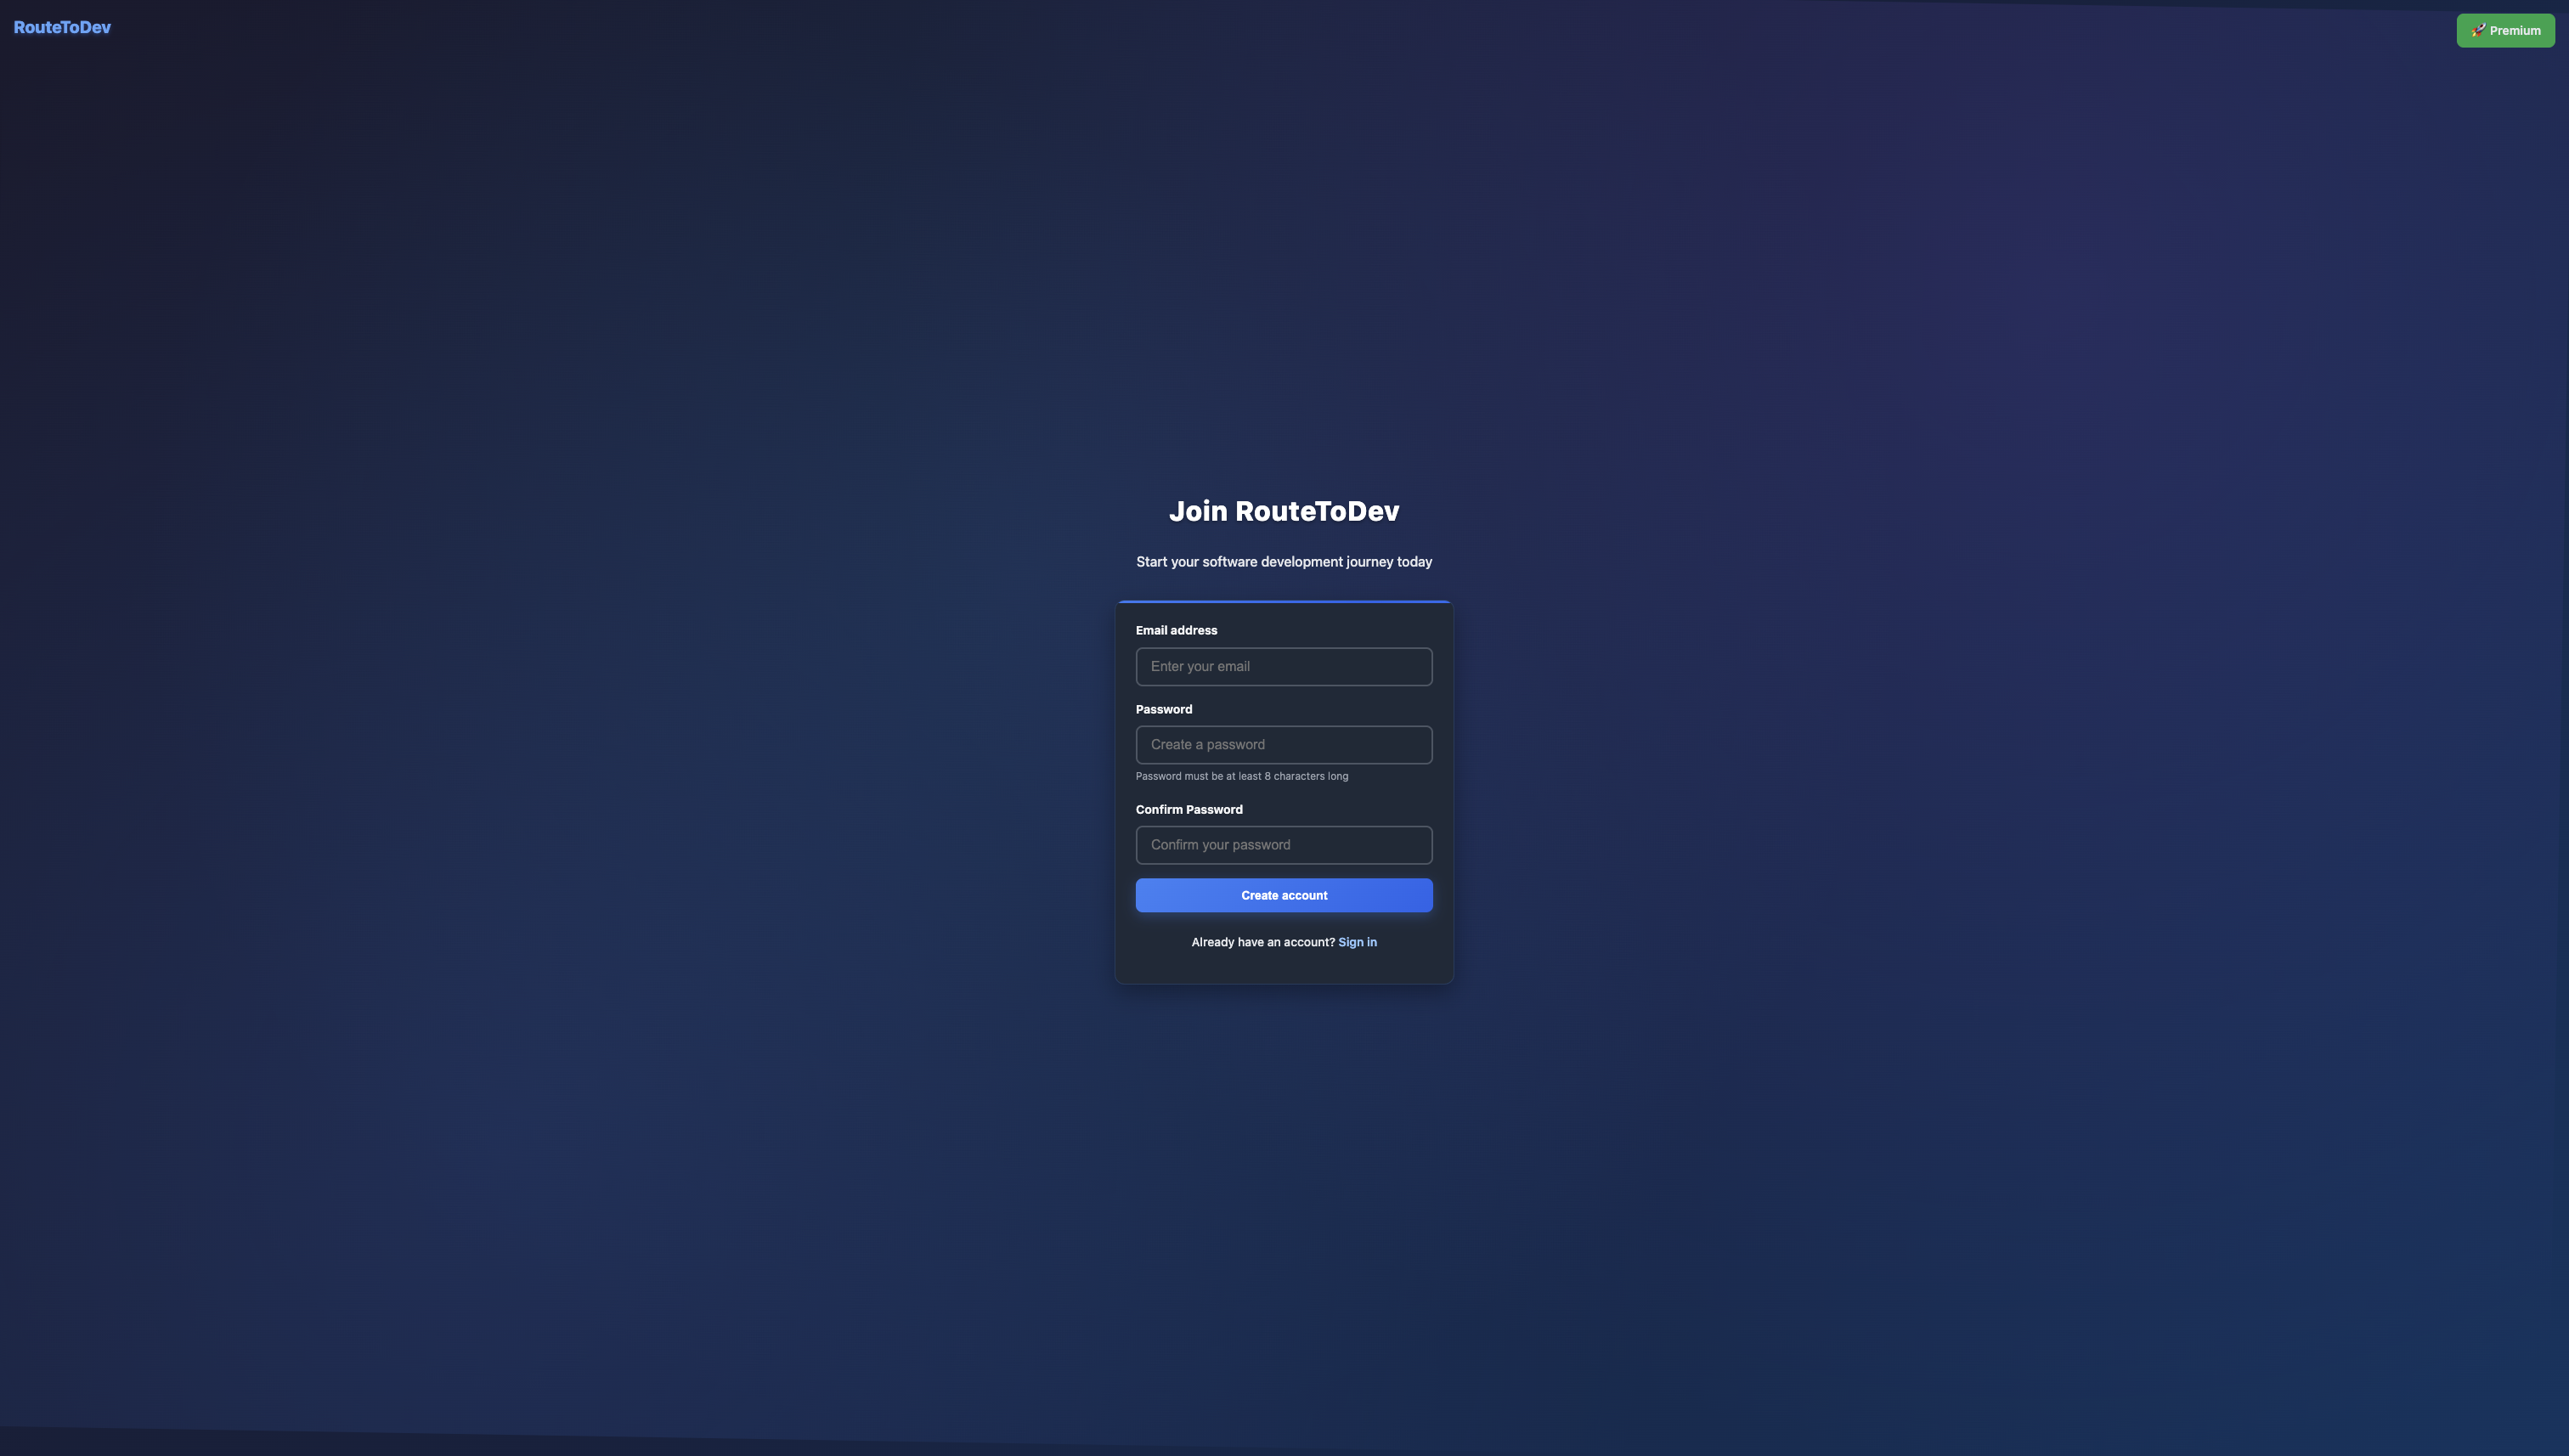 RouteToDev
🚀 Premium
Join RouteToDev
Start your software development journey today
Email address
Enter your email
Password
Create a password
Password must be at least 8 characters long
Confirm Password
Confirm your password
Create account
Already have an account? Sign in